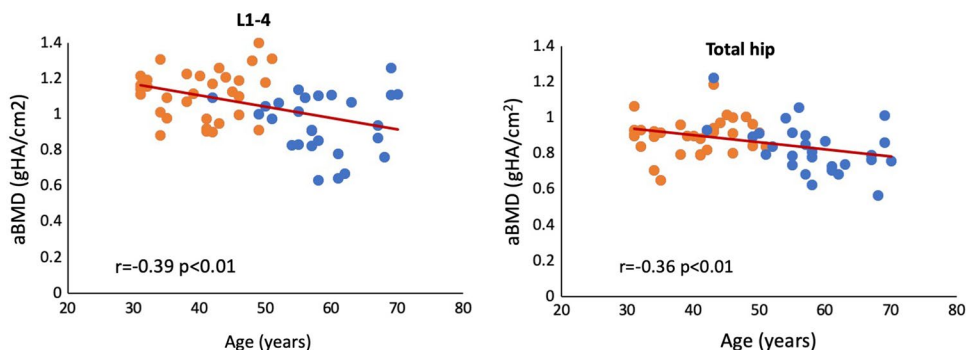 L1-4
1.4
1.2
1
0.8
0.6
0.4
0.2
0
aBMD (gHA/cm2)
r=-0.39 p<0.01
20 30 40 50 60 70 80
Age (years)
Total hip
1.4
1.2
1
0.8
0.6
0.4
0.2
0
aBMD (gHA/cm²)
r=-0.36 p<0.01
20 30 40 50 60 70 80
Age (years)